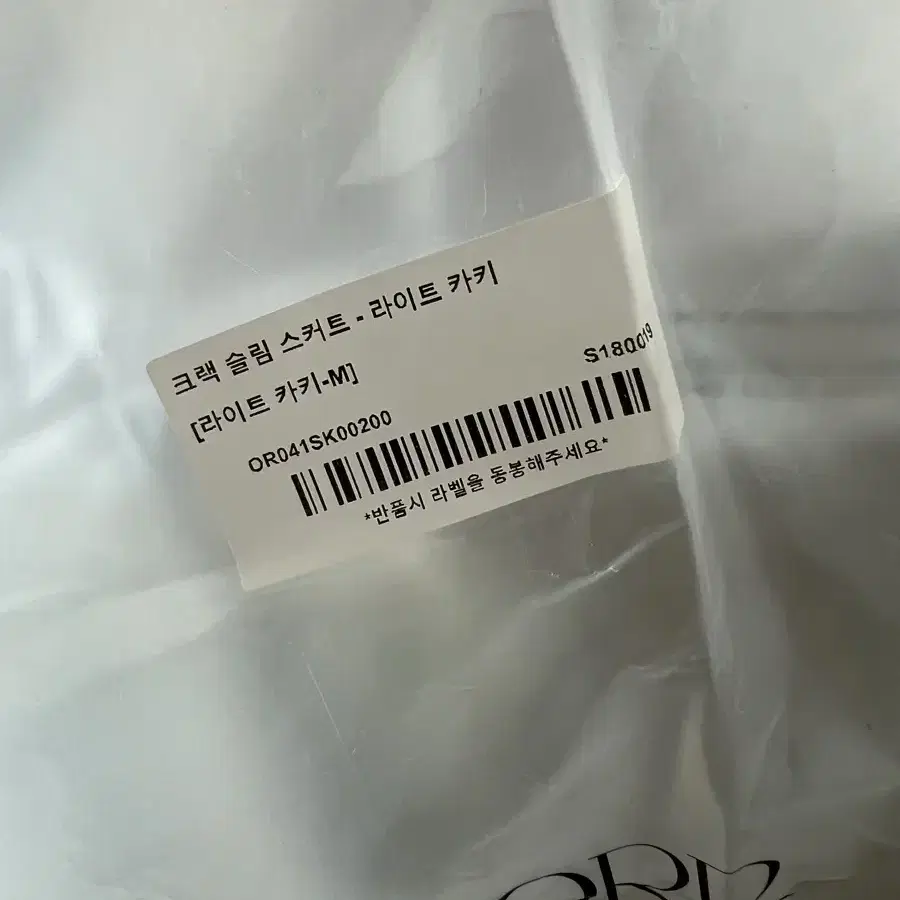 크랙 슬림 스커트 - 라이트 카키
[라이트 카키-M]
S180019
OR041SK00200
*반품시 라벨을 동봉해주세요*